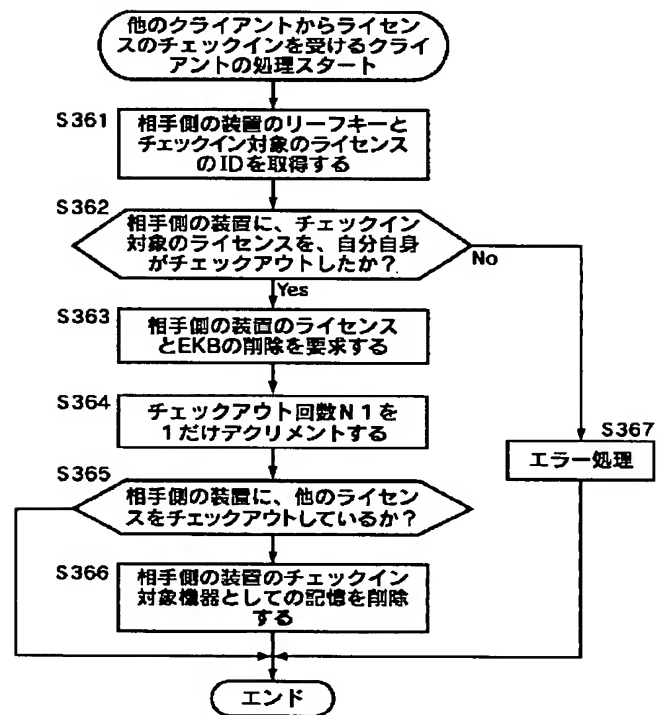 他のクライアントからライセン
スのチェックインを受けるクライ
アントの処理スタート
S361
相手側の装置のリーフキーと
チェックイン対象のライセンス
のIDを取得する
S362
相手側の装置に、チェックイン
対象のライセンスを、自分自身
がチェックアウトしたか?
No
Yes
S363
相手側の装置のライセンス
とEKBの削除を要求する
S364
チェックアウト回数N1を
1だけデクリメントする
S367
エラー処理
S365
相手側の装置に、他のライセン
スをチェックアウトしているか?
S366
相手側の装置のチェックイン
対象機器としての記憶を削除
する
エンド